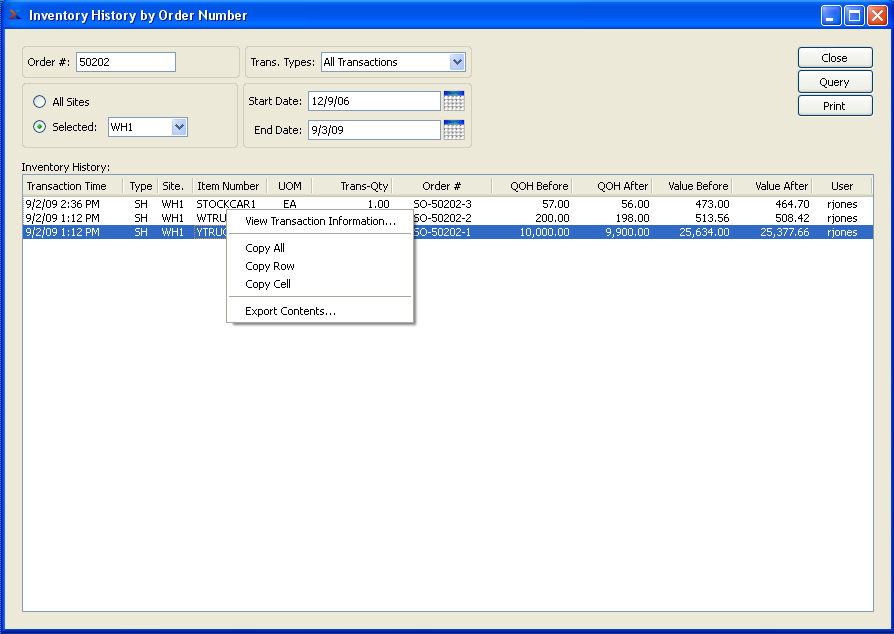 Inventory History by Order Number
Order #: 50202
Trans. Types: All Transactions
Close
Query
Print
All Sites
Selected: WH1
Start Date: 12/9/06
End Date: 9/3/09
Inventory History:
Transaction Time Type Site. Item Number UOM Trans-Qty Order # QOH Before QOH After Value Before Value After User
9/2/09 2:36 PM SH WH1 STOCKCAR1 EA 1.00 SO-50202-3 57.00 56.00 473.00 464.70 rjones
9/2/09 1:12 PM SH WH1 SO-50202-2 200.00 198.00 513.56 508.42 rjones
9/2/09 1:12 PM SH WH1 SO-50202-1 10,000.00 9,900.00 25,634.00 25,377.66 rjones
View Transaction Information...
Copy All
Copy Row
Copy Cell
Export Contents...